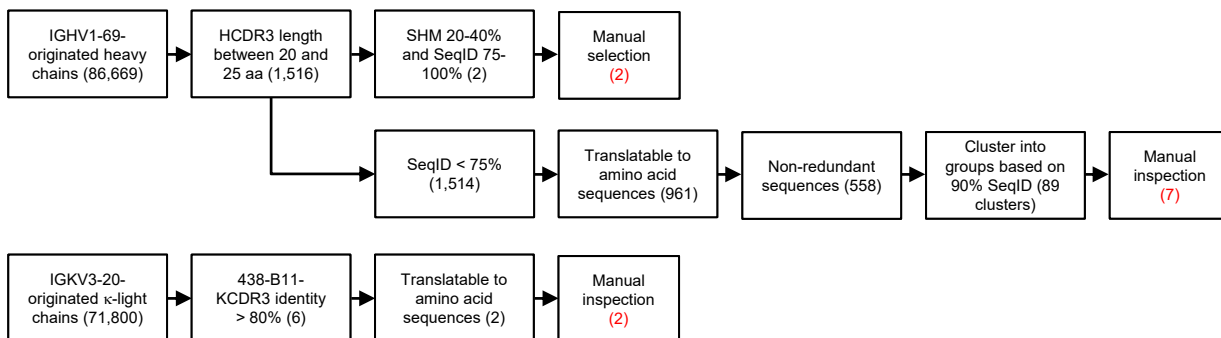 IGHV1-69-
originated heavy
chains (86,669)
HCDR3 length
between 20 and
25 aa (1,516)
SHM 20-40%
and SeqID 75-
100% (2)
Manual
selection
(2)
SeqID < 75%
(1,514)
Translatable to
amino acid
sequences (961)
Non-redundant
sequences (558)
Cluster into
groups based on
90% SeqID (89
clusters)
Manual
inspection
(7)
IGKV3-20-
originated κ-light
chains (71,800)
438-B11-
KCDR3 identity
> 80% (6)
Translatable to
amino acid
sequences (2)
Manual
inspection
(2)